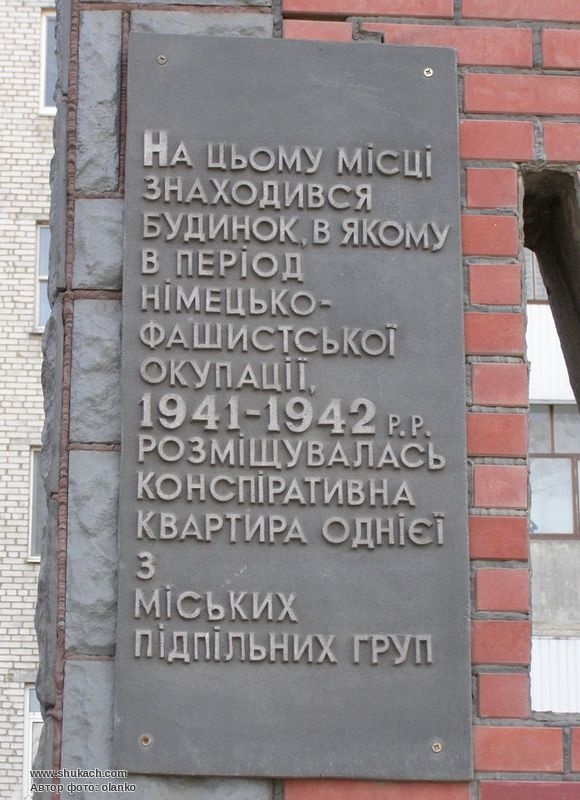 На цьому місці
знаходився
будинок, в якому
в період
німецько-
фашистської
окупації,
1941-1942 р.р.
розміщувалась
конспіративна
квартира однієї
з
міських
підпільних груп
www.shukach.com
Автор фото: olanko